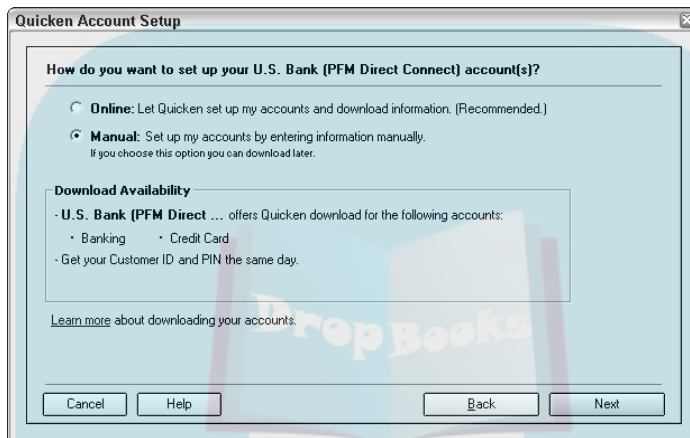 Quicken Account Setup
How do you want to set up your U.S. Bank (PFM Direct Connect) account(s)?
Online: Let Quicken set up my accounts and download information. (Recommended.)
Manual: Set up my accounts by entering information manually.
If you choose this option you can download later.
Download Availability
- U.S. Bank (PFM Direct ... offers Quicken download for the following accounts:
· Banking · Credit Card
- Get your Customer ID and PIN the same day.
Learn more about downloading your accounts.
DropBooks
Cancel Help Back Next